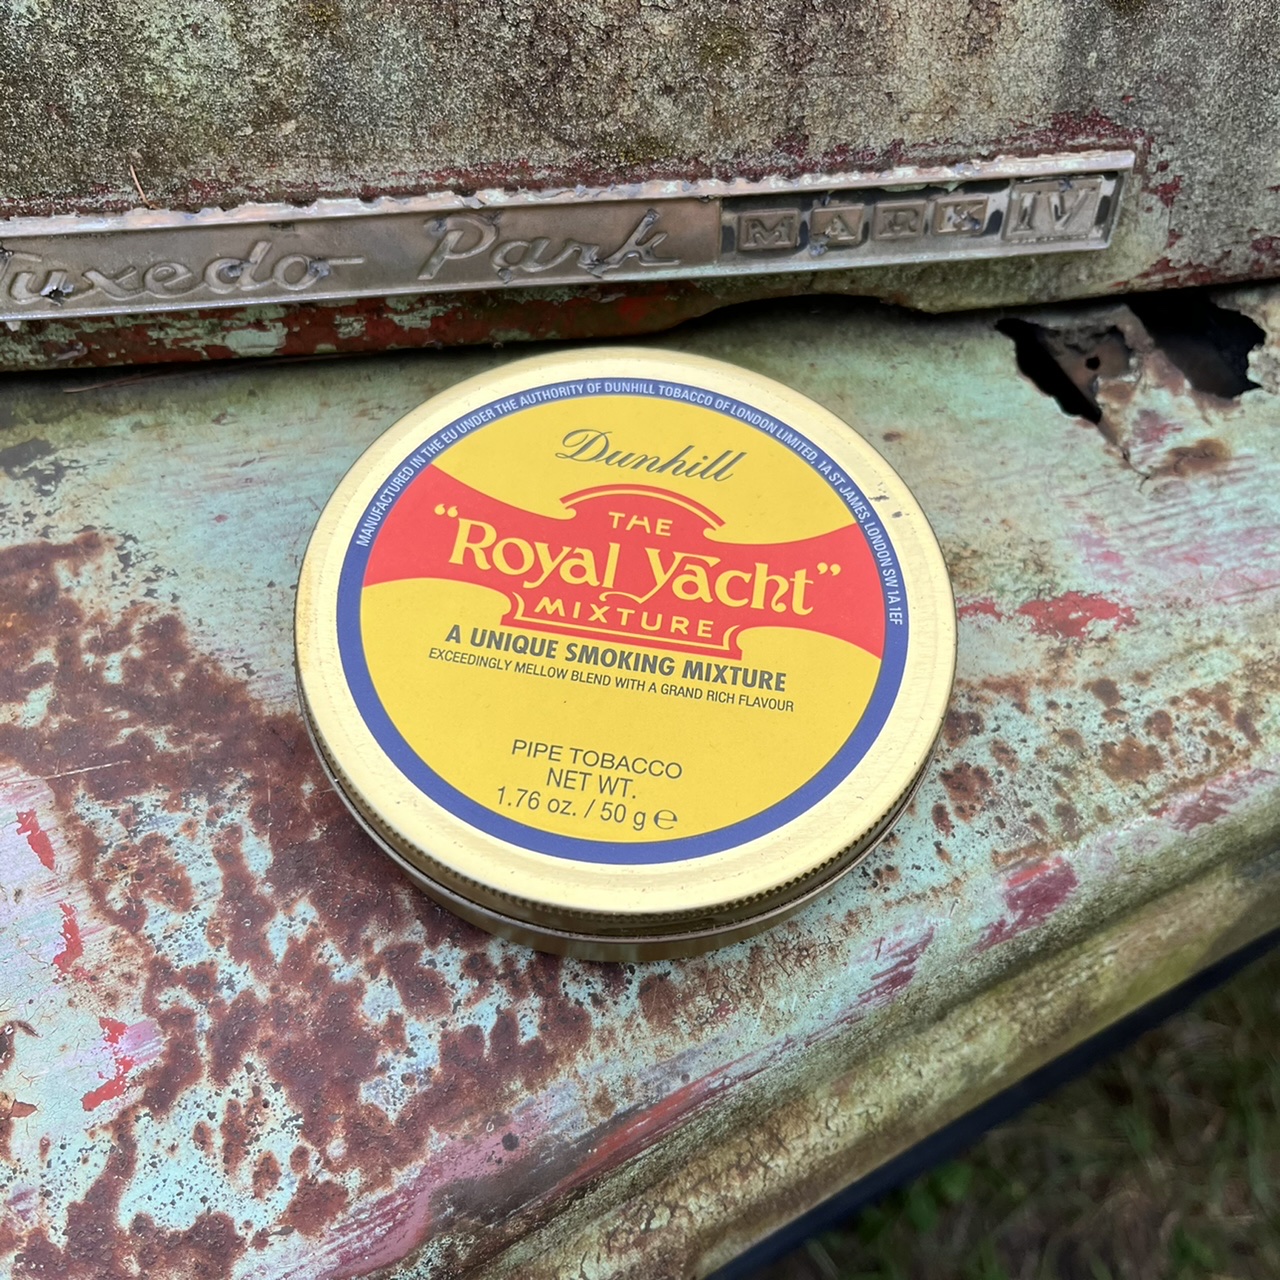 Tuxedo Park MARK IV
MANUFACTURED IN THE EU UNDER THE AUTHORITY OF DUNHILL TOBACCO OF LONDON LIMITED, 1A ST JAMES, LONDON SW1A 1EF
Dunhill
THE
“Royal Yacht”
MIXTURE
A UNIQUE SMOKING MIXTURE
EXCEEDINGLY MELLOW BLEND WITH A GRAND RICH FLAVOUR
PIPE TOBACCO
NET WT.
1.76 oz. / 50 g ℮